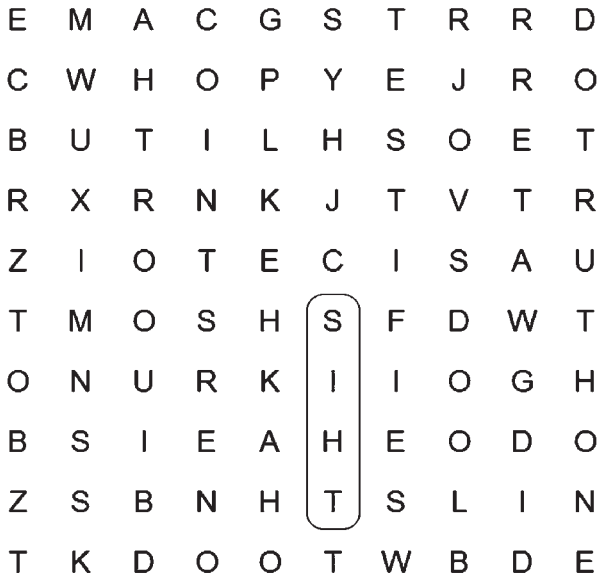 E M A C G S T R R D
C W H O P Y E J R O
B U T I L H S O E T
R X R N K J T V T R
Z I O T E C I S A U
T M O S H S F D W T
O N U R K I I O G H
B S I E A H E O D O
Z S B N H T S L I N
T K D O O T W B D E